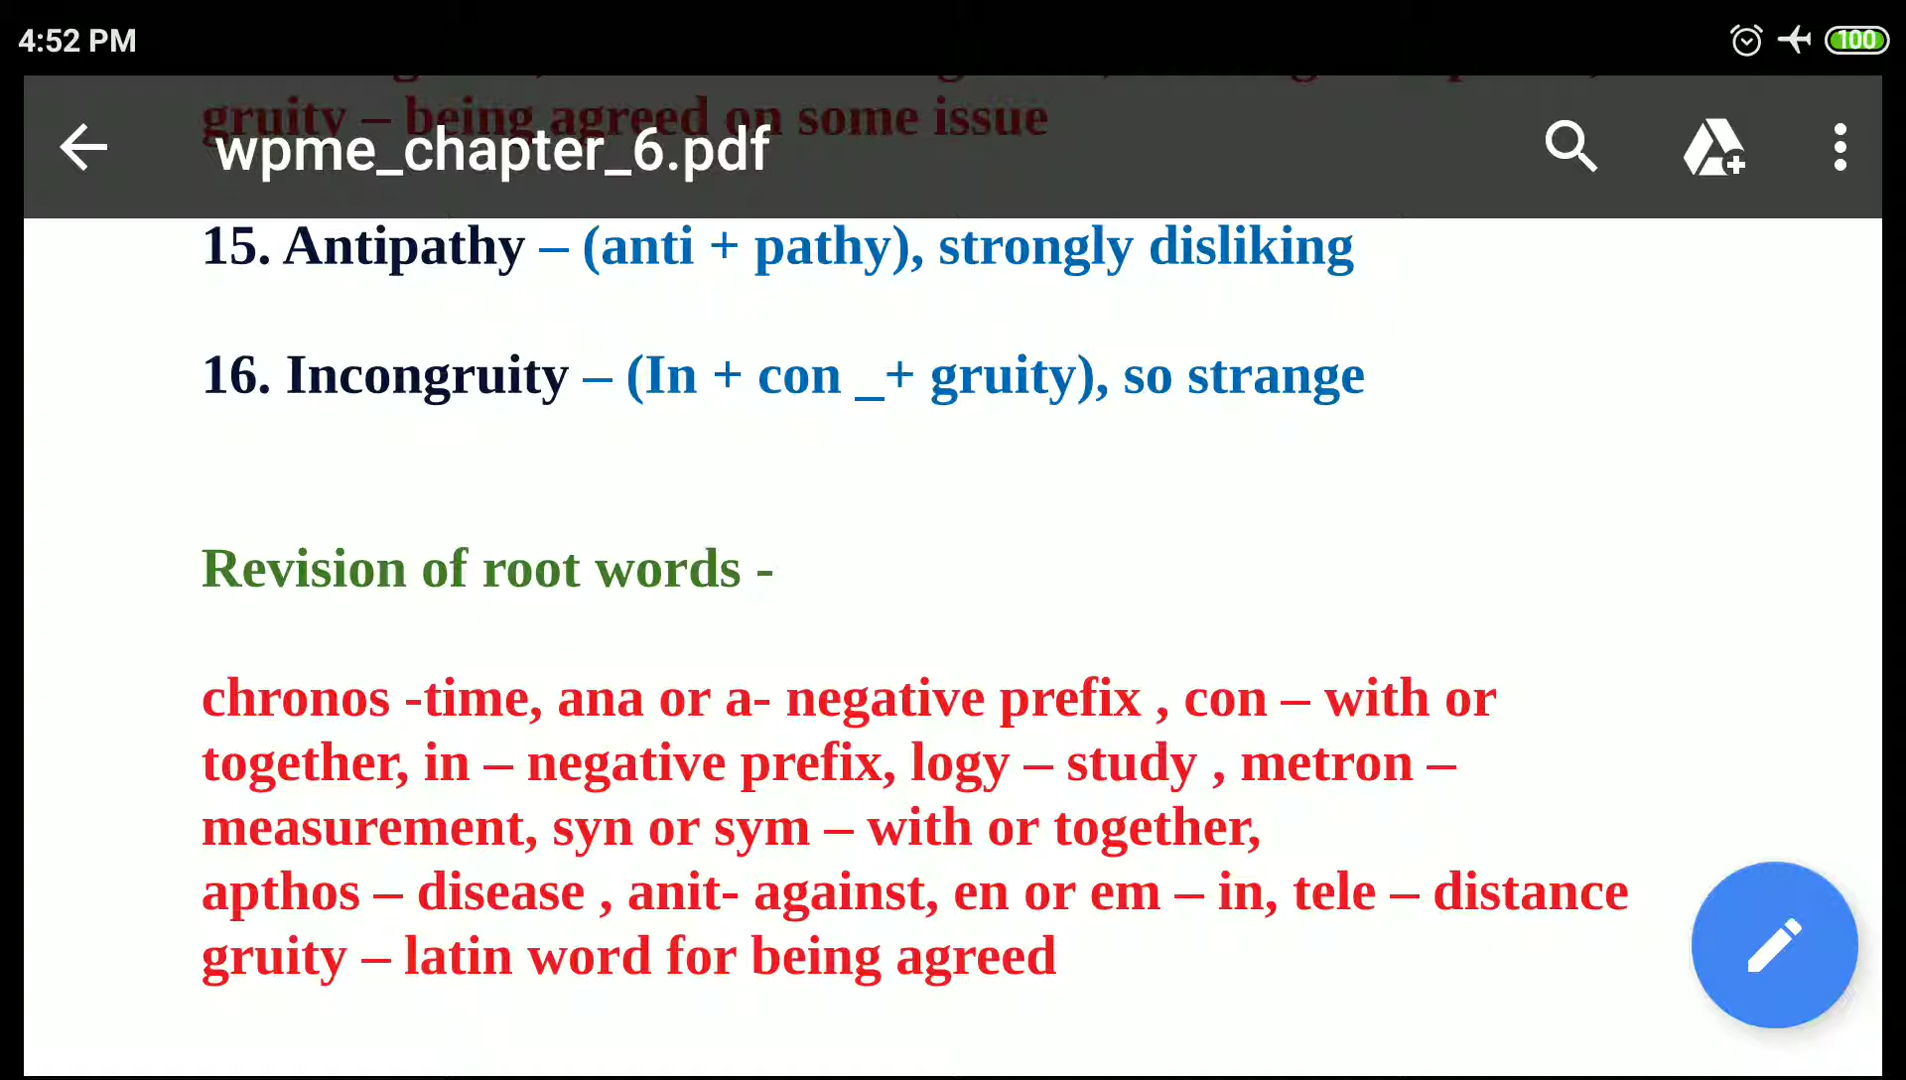 4:52 PM
100
gruity – being agreed on some issue
wpme_chapter_6.pdf
15. Antipathy – (anti + pathy), strongly disliking
16. Incongruity – (In + con _+ gruity), so strange
Revision of root words -
chronos -time, ana or a- negative prefix , con – with or
together, in – negative prefix, logy – study , metron –
measurement, syn or sym – with or together,
apthos – disease , anit- against, en or em – in, tele – distance
gruity – latin word for being agreed